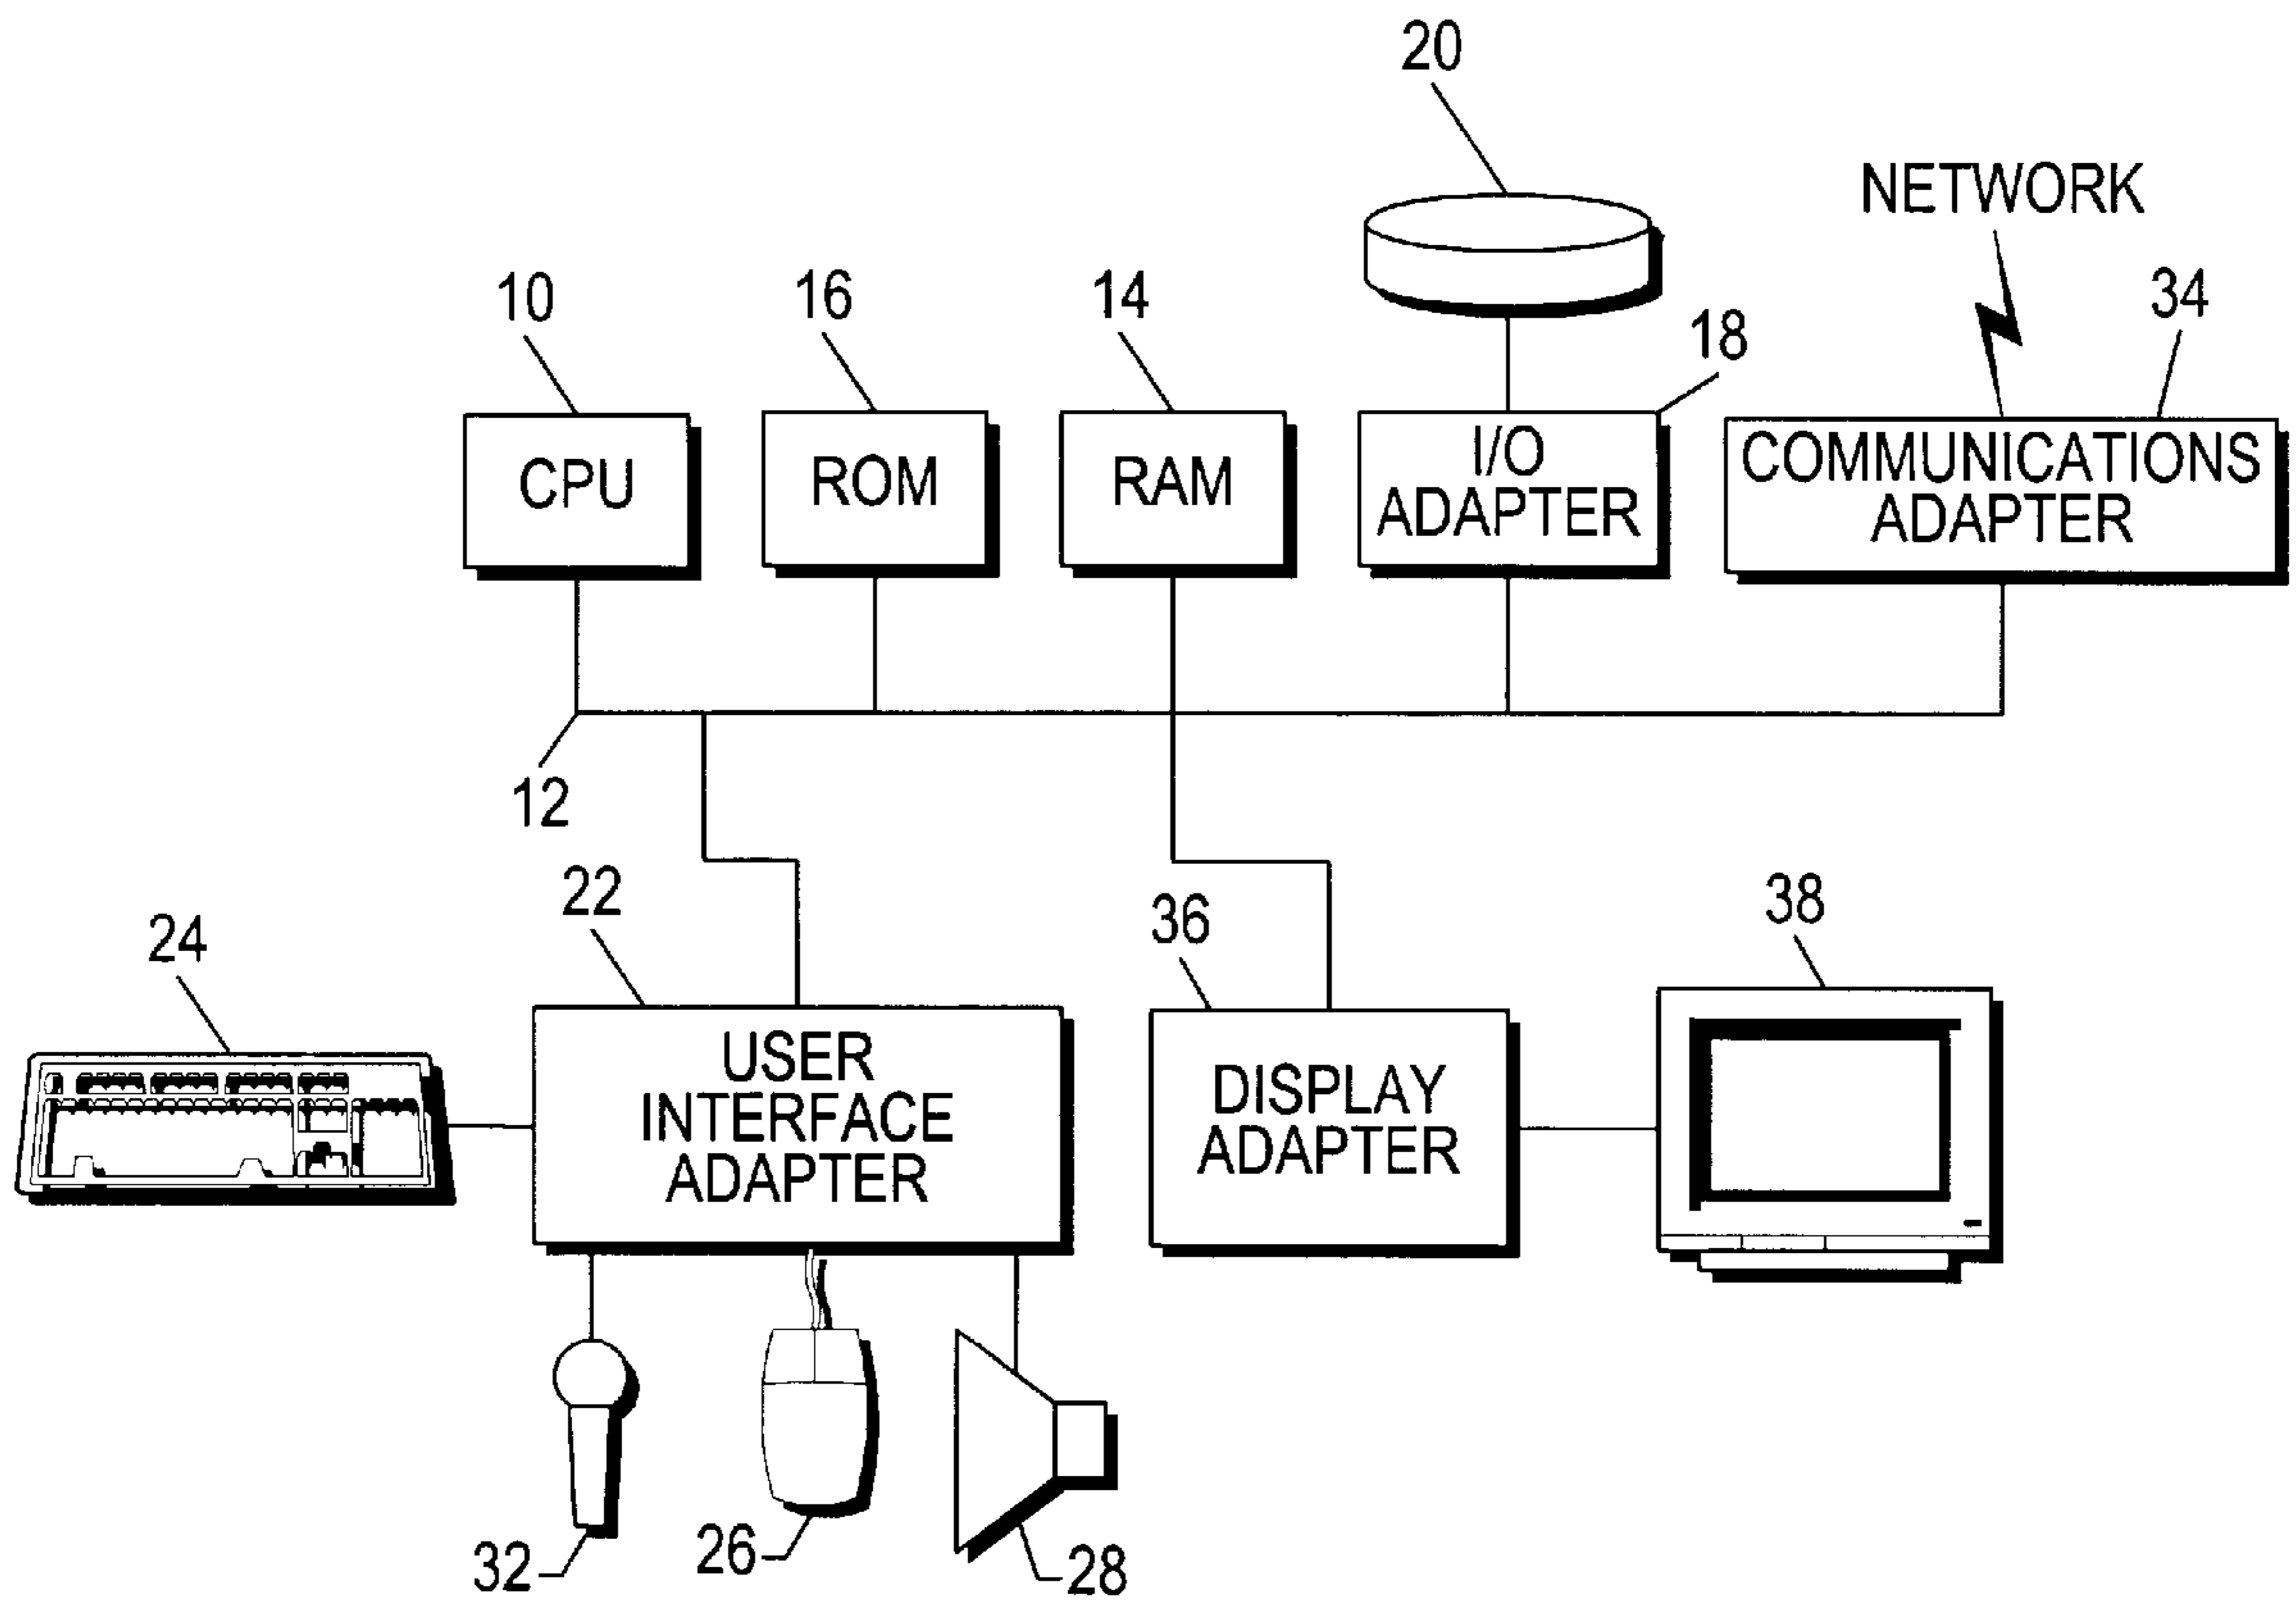 20
NETWORK
10
16
14
18
34
CPU
ROM
RAM
I/O
ADAPTER
COMMUNICATIONS
ADAPTER
12
22
24
36
38
USER
INTERFACE
ADAPTER
DISPLAY
ADAPTER
32
26
28